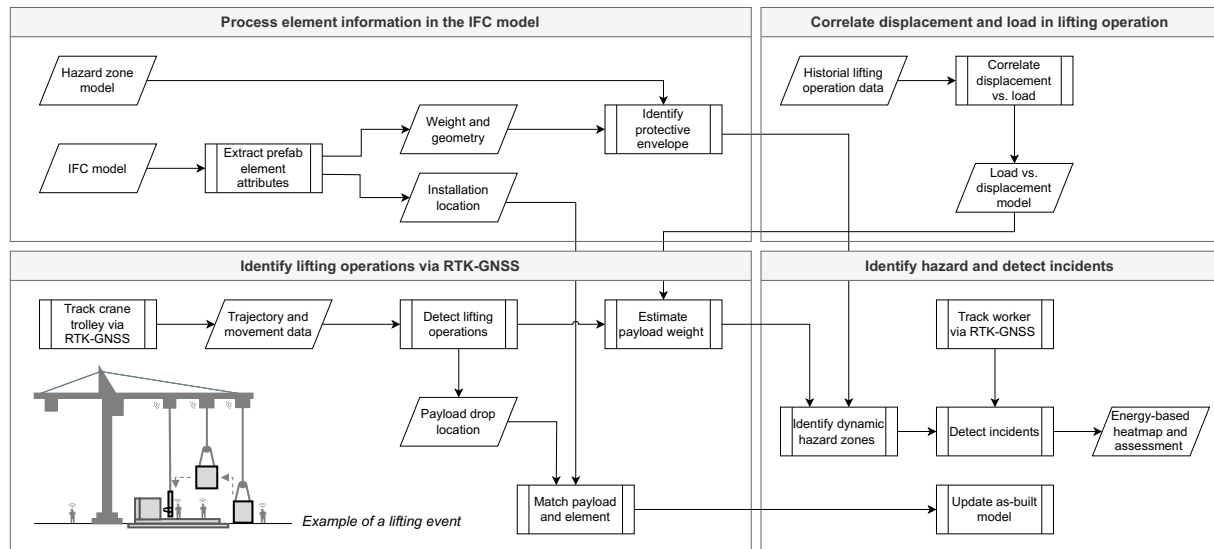 Process element information in the IFC model
Hazard zone
model
IFC model
Extract prefab
element
attributes
Weight and
geometry
Installation
location
Identify
protective
envelope
Correlate displacement and load in lifting operation
Historial lifting
operation data
Correlate
displacement
vs. load
Load vs.
displacement
model
Identify lifting operations via RTK-GNSS
Track crane
trolley via
RTK-GNSS
Trajectory and
movement data
Detect lifting
operations
Estimate
payload weight
Payload drop
location
Match payload
and element
Example of a lifting event
Identify hazard and detect incidents
Track worker
via RTK-GNSS
Identify dynamic
hazard zones
Detect incidents
Energy-based
heatmap and
assessment
Update as-built
model